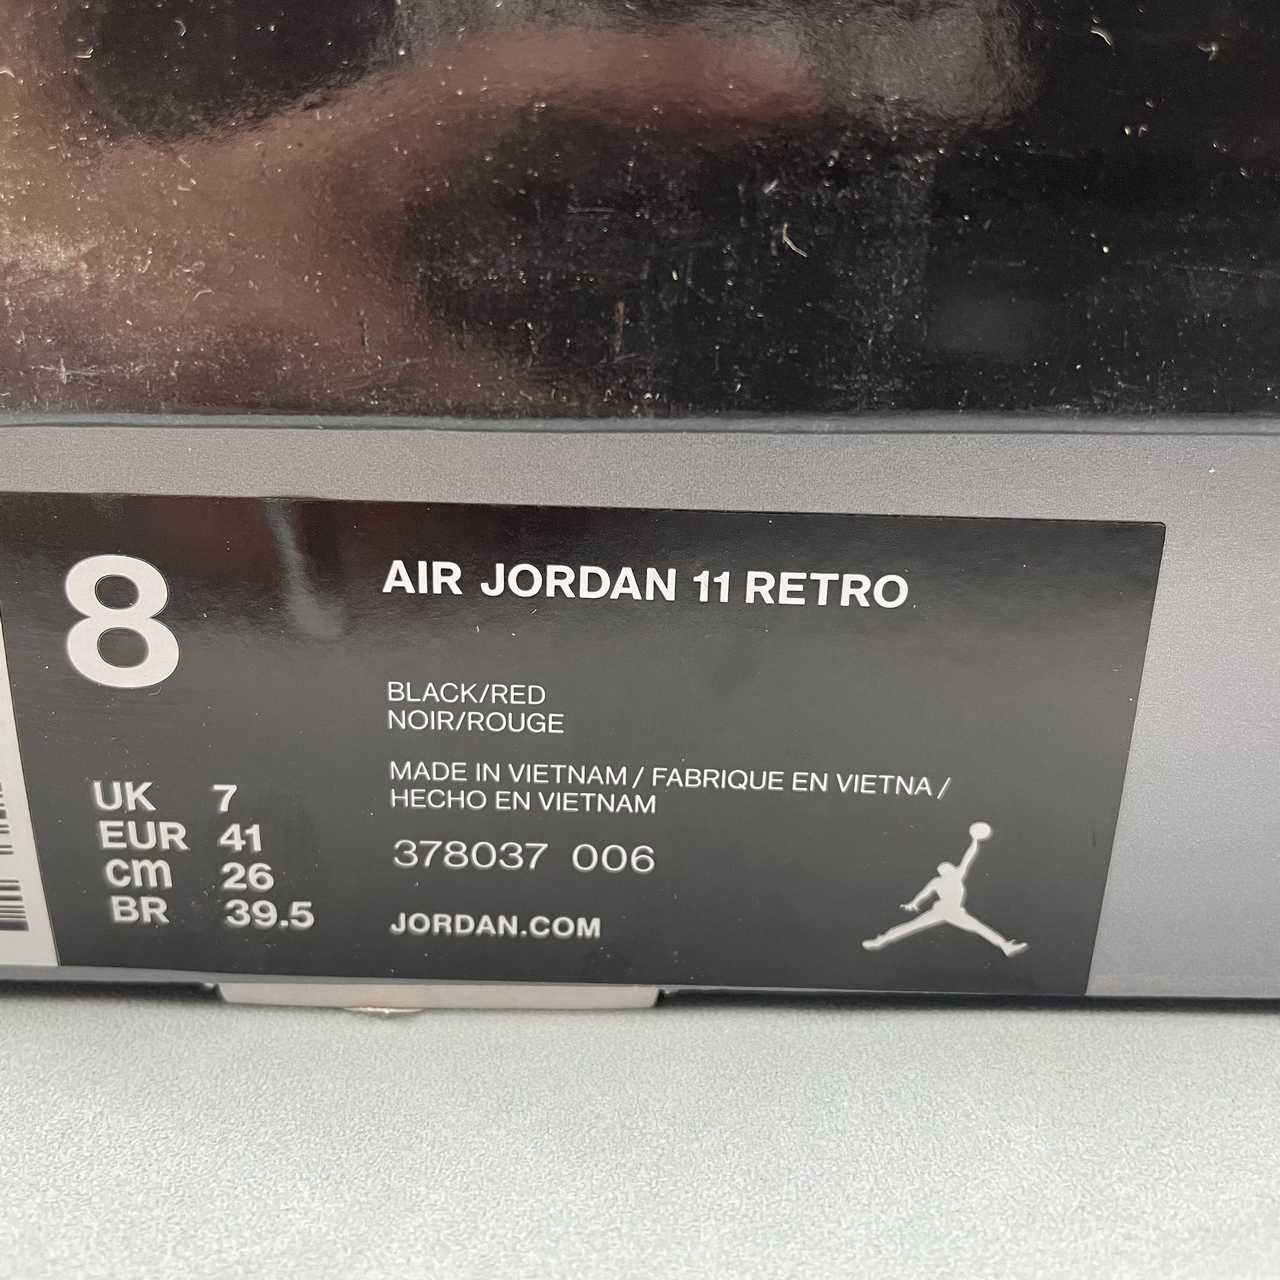 8
AIR JORDAN 11 RETRO
BLACK/RED
NOIR/ROUGE
MADE IN VIETNAM / FABRIQUE EN VIETNA /
HECHO EN VIETNAM
UK 7
EUR 41
cm 26
BR 39.5
378037 006
JORDAN.COM